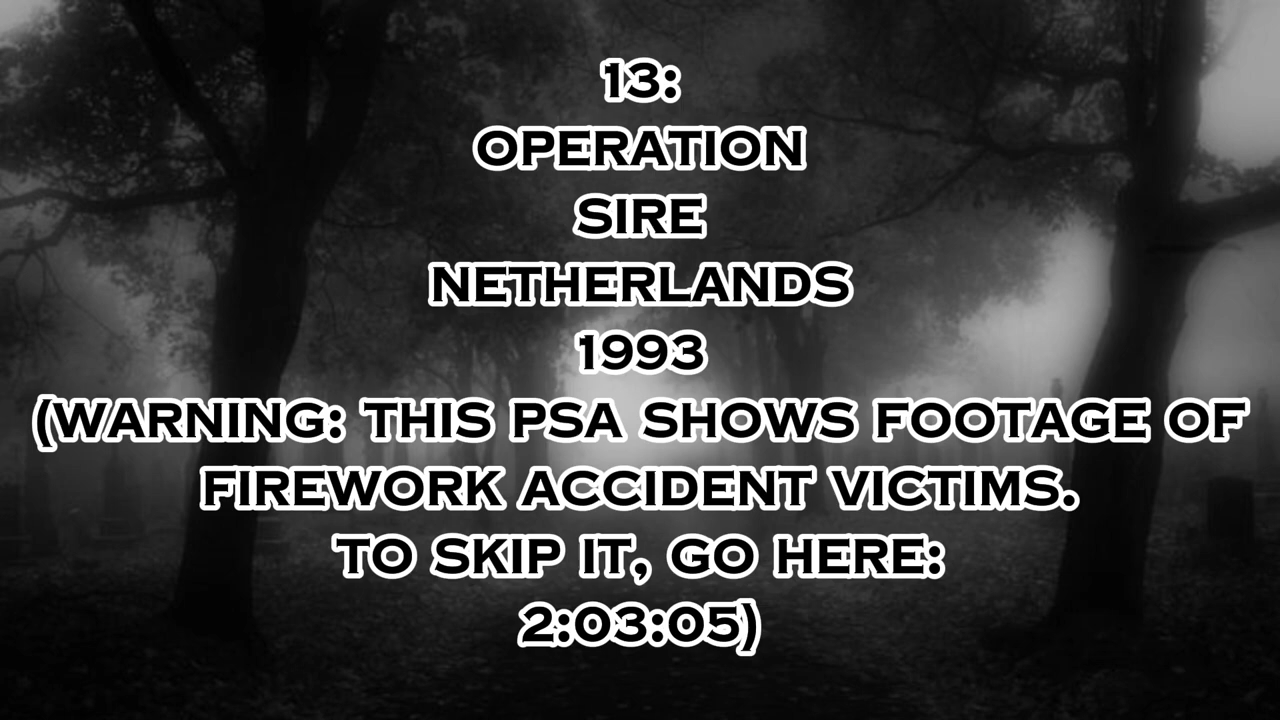 13:
OPERATION
SIRE
NETHERLANDS
1993
(WARNING: THIS PSA SHOWS FOOTAGE OF
FIREWORK ACCIDENT VICTIMS.
TO SKIP IT, GO HERE:
2:03:05)